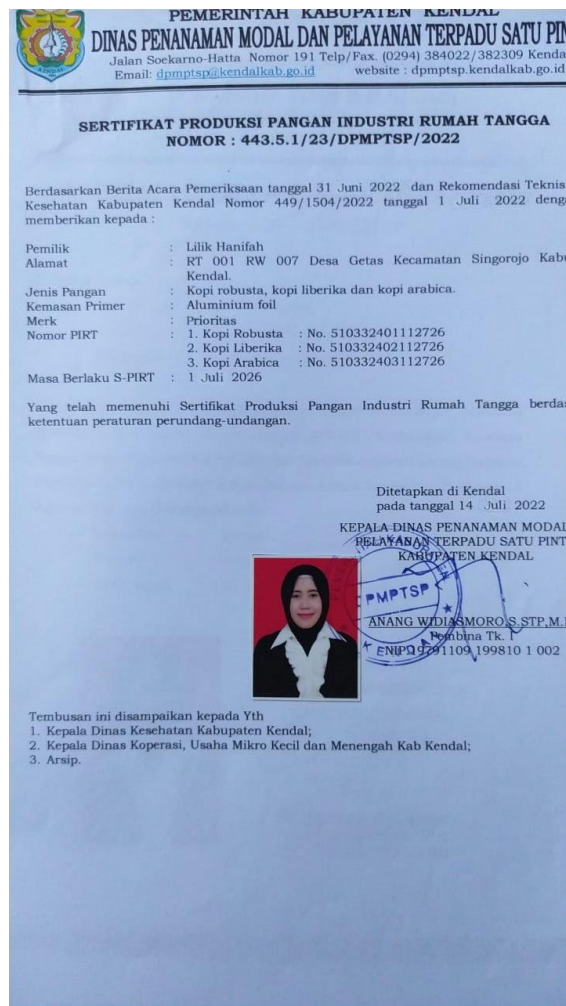 PEMERINTAH KABUPATEN KENDAL
DINAS PENANAMAN MODAL DAN PELAYANAN TERPADU SATU PIN
Jalan Soekarno-Hatta Nomor 191 Telp/Fax. (0294) 384022/382309 Kenda
Email: dpmptsp@kendalkab.go.id website : dpmptsp.kendalkab.go.id
KENDAL
SERTIFIKAT PRODUKSI PANGAN INDUSTRI RUMAH TANGGA
NOMOR : 443.5.1/23/DPMPTSP/2022
Berdasarkan Berita Acara Pemeriksaan tanggal 31 Juni 2022 dan Rekomendasi Teknis
Kesehatan Kabupaten Kendal Nomor 449/1504/2022 tanggal 1 Juli 2022 deng
memberikan kepada :
Pemilik : Lilik Hanifah
Alamat : RT 001 RW 007 Desa Getas Kecamatan Singorojo Kabu
Kendal.
Jenis Pangan : Kopi robusta, kopi liberika dan kopi arabica.
Kemasan Primer : Aluminium foil
Merk : Prioritas
Nomor PIRT : 1. Kopi Robusta : No. 510332401112726
2. Kopi Liberika : No. 510332402112726
3. Kopi Arabica : No. 510332403112726
Masa Berlaku S-PIRT : 1 Juli 2026
Yang telah memenuhi Sertifikat Produksi Pangan Industri Rumah Tangga berda
ketentuan peraturan perundang-undangan.
Ditetapkan di Kendal
pada tanggal 14 Juli 2022
KEPALA DINAS PENANAMAN MODAL
PELAYANAN TERPADU SATU PINT
KABUPATEN KENDAL
PMPTSP
ANANG WIDIASMORO,S.STP,M.
Pembina Tk. I
NIP 19791109 199810 1 002
Tembusan ini disampaikan kepada Yth
1. Kepala Dinas Kesehatan Kabupaten Kendal;
2. Kepala Dinas Koperasi, Usaha Mikro Kecil dan Menengah Kab Kendal;
3. Arsip.